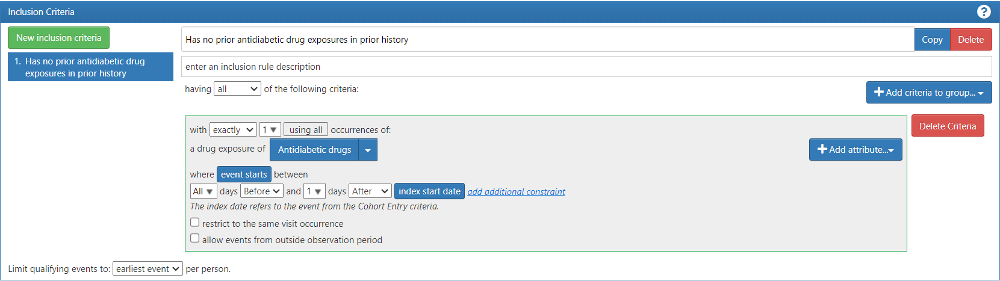 Inclusion Criteria ?
New inclusion criteria
1. Has no prior antidiabetic drug
exposures in prior history
Has no prior antidiabetic drug exposures in prior history Copy Delete
enter an inclusion rule description
having all of the following criteria: + Add criteria to group...
with exactly 1 using all occurrences of: Delete Criteria
a drug exposure of Antidiabetic drugs + Add attribute...
where event starts between
All days Before and 1 days After index start date add additional constraint
The index date refers to the event from the Cohort Entry criteria.
restrict to the same visit occurrence
allow events from outside observation period
Limit qualifying events to: earliest event per person.